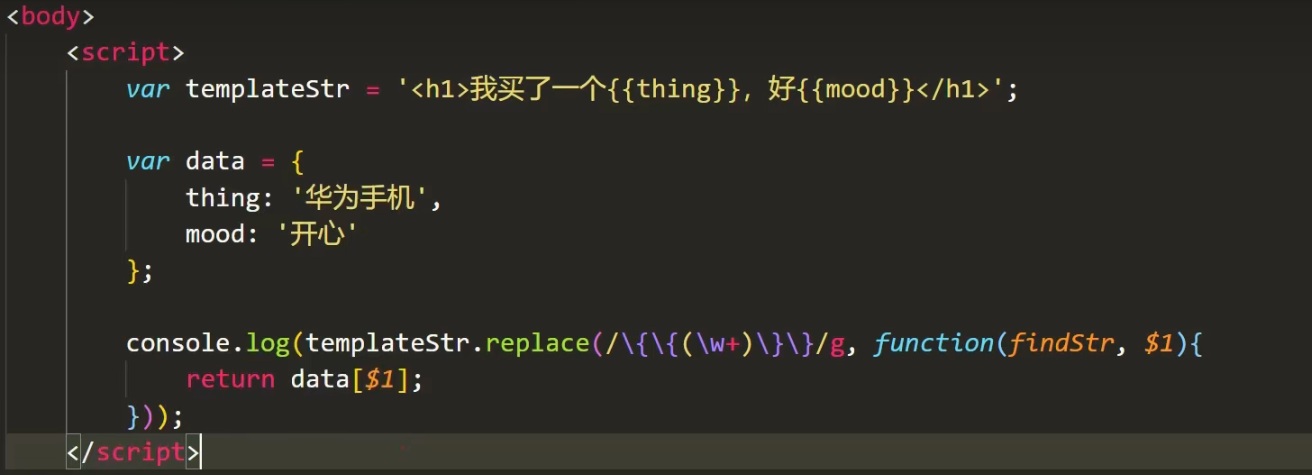 <body>
<script>
var templateStr = '<h1>我买了一个{{thing}}，好{{mood}}</h1>';
var data = {
thing: '华为手机',
mood: '开心'
};
console.log(templateStr.replace(/\{\{(\w+)\}\}/g, function(findStr, $1){
return data[$1];
}));
</script>